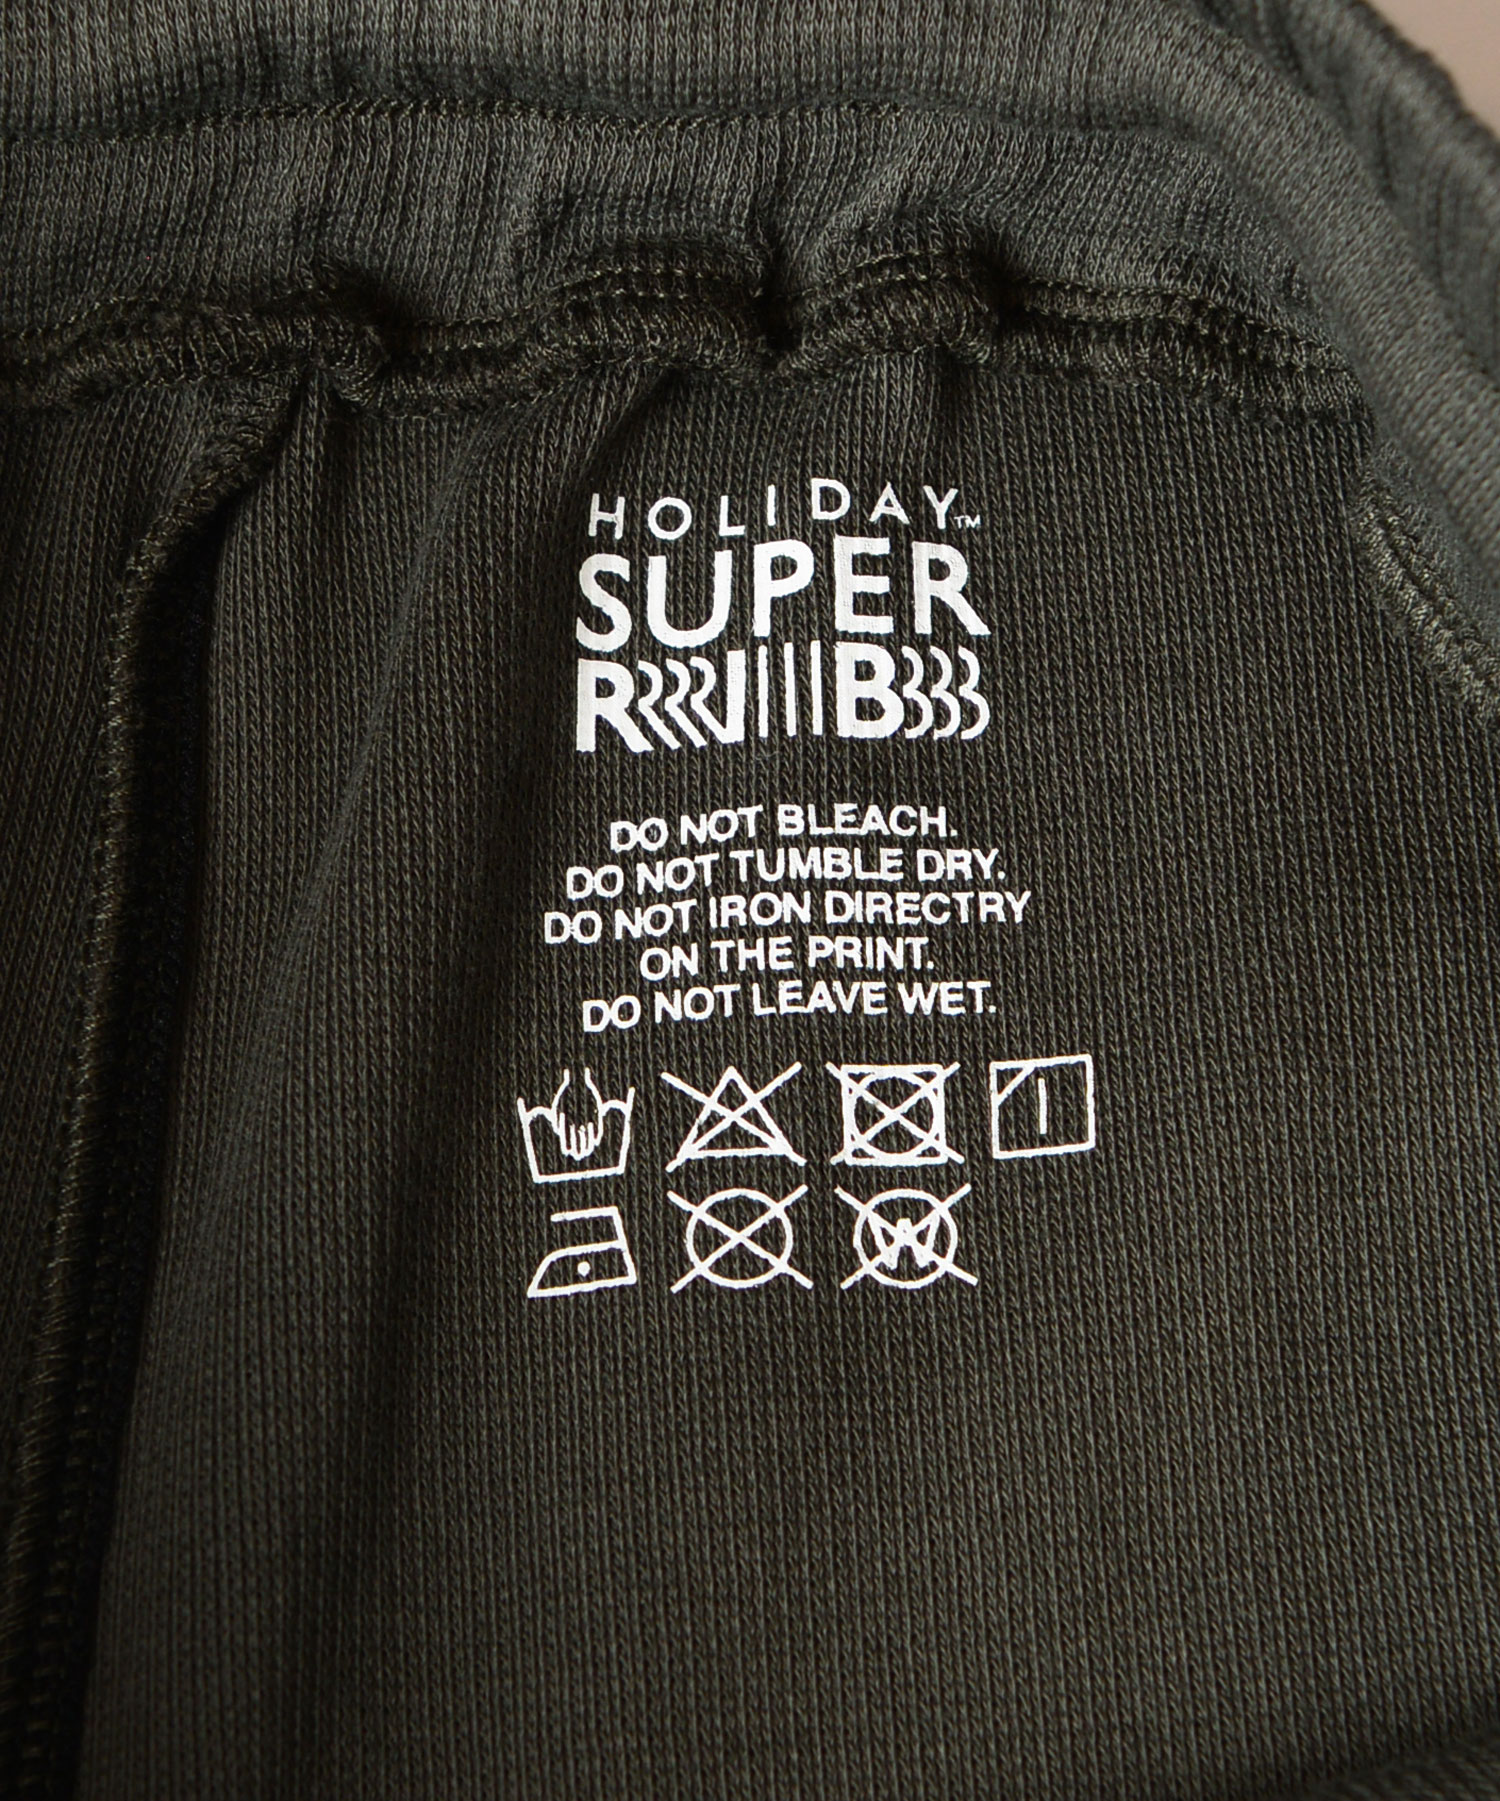 HOLIDAY™
SUPER
RIB
DO NOT BLEACH.
DO NOT TUMBLE DRY.
DO NOT IRON DIRECTRY
ON THE PRINT.
DO NOT LEAVE WET.
W